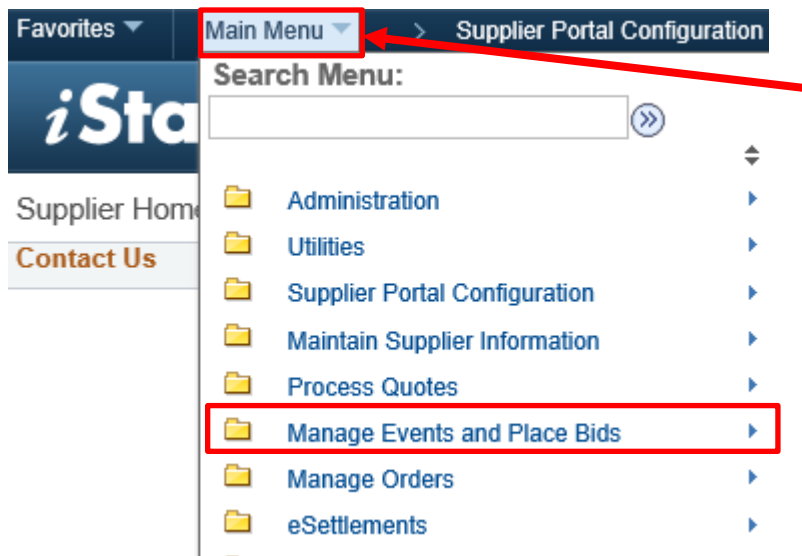 Favorites Main Menu > Supplier Portal Configuration
Search Menu:
iSta
Supplier Hom
Contact Us
Administration
Utilities
Supplier Portal Configuration
Maintain Supplier Information
Process Quotes
Manage Events and Place Bids
Manage Orders
eSettlements